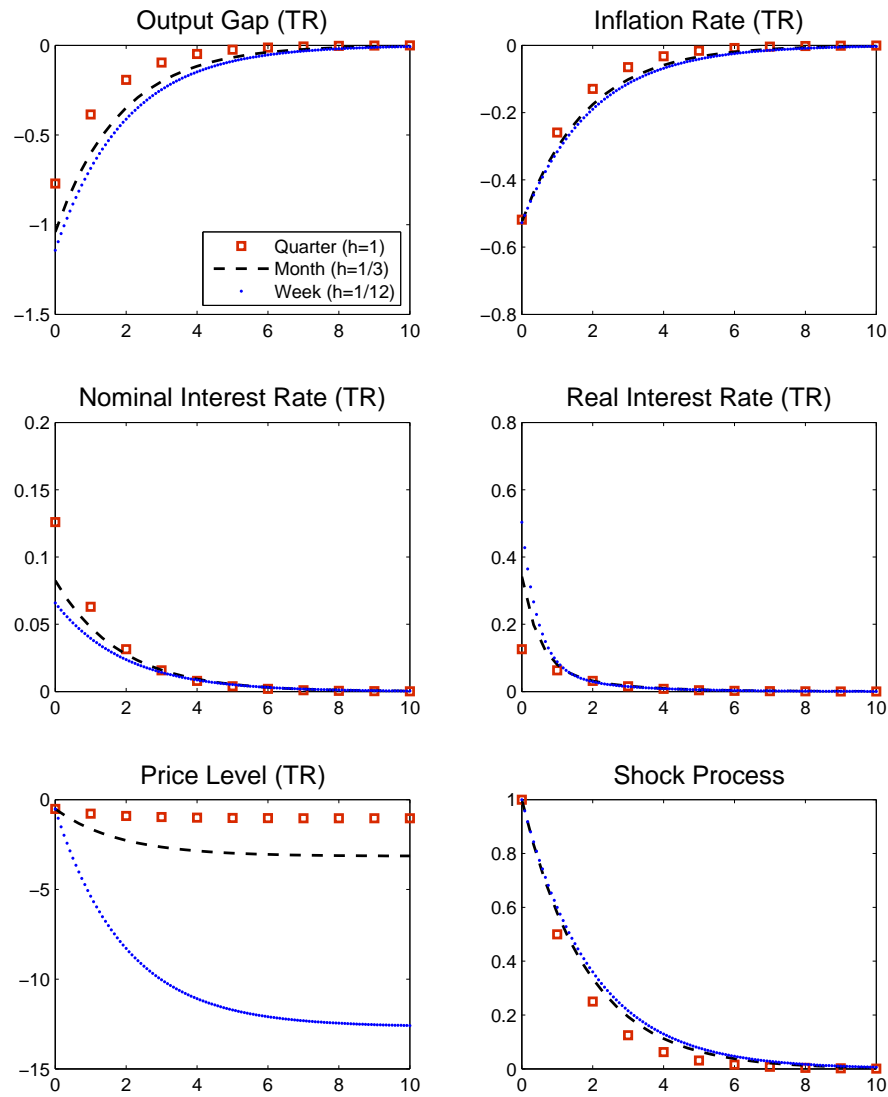 Output Gap (TR)
0
−0.5
−1
−1.5
0 2 4 6 8 10
Quarter (h=1)
Month (h=1/3)
Week (h=1/12)
Inflation Rate (TR)
0
−0.2
−0.4
−0.6
−0.8
0 2 4 6 8 10
Nominal Interest Rate (TR)
0.2
0.15
0.1
0.05
0
0 2 4 6 8 10
Real Interest Rate (TR)
0.8
0.6
0.4
0.2
0
0 2 4 6 8 10
Price Level (TR)
0
−5
−10
−15
0 2 4 6 8 10
Shock Process
1
0.8
0.6
0.4
0.2
0
0 2 4 6 8 10